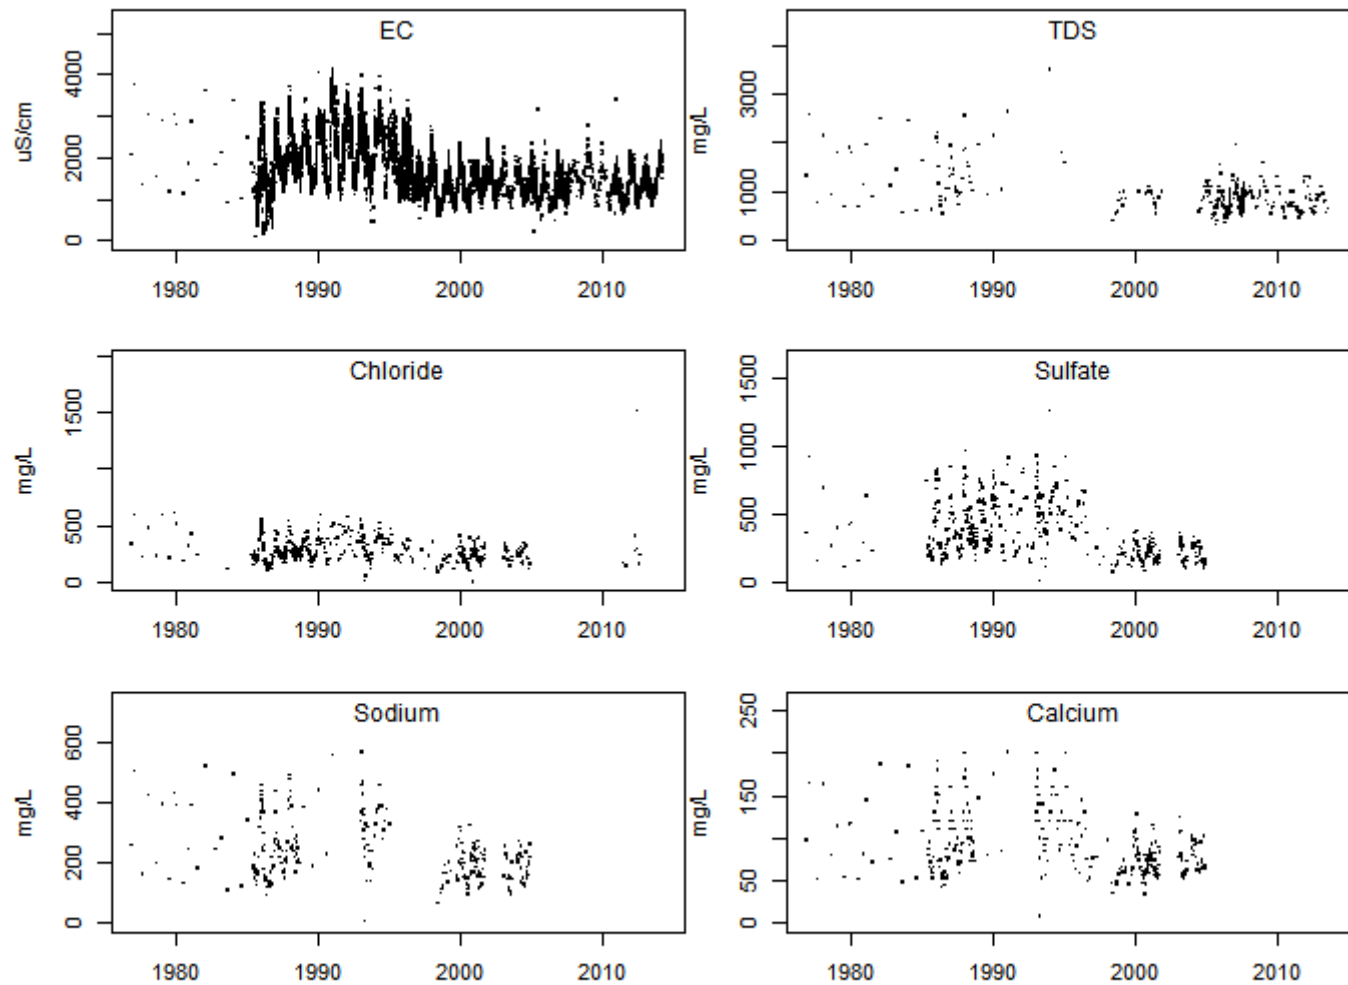 EC
uS/cm
0 2000 4000
1980 1990 2000 2010
TDS
mg/L
0 1000 3000
1980 1990 2000 2010
Chloride
mg/L
0 500 1500
1980 1990 2000 2010
Sulfate
mg/L
0 500 1000 1500
1980 1990 2000 2010
Sodium
mg/L
0 200 400 600
1980 1990 2000 2010
Calcium
mg/L
0 50 150 250
1980 1990 2000 2010